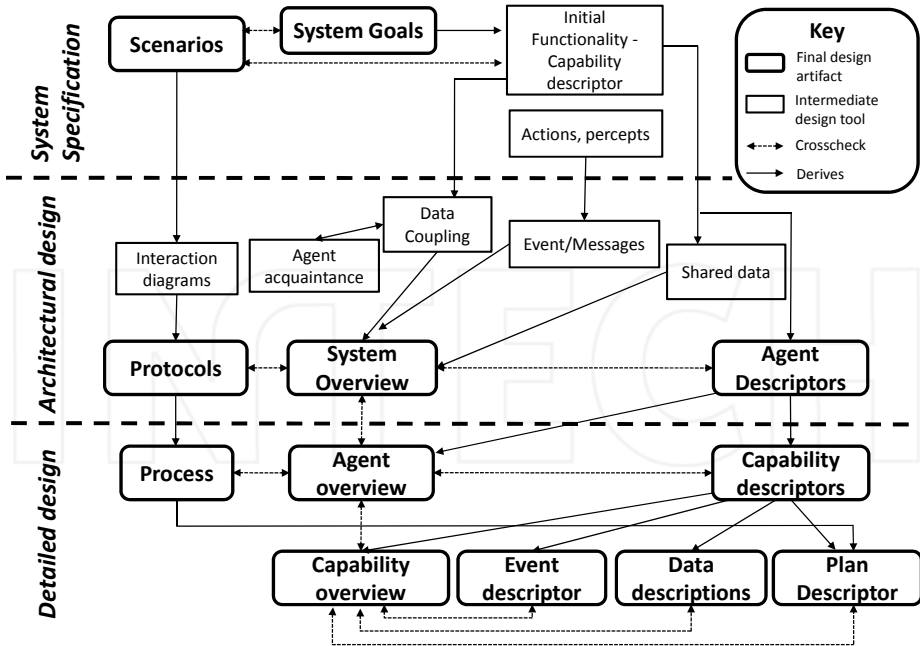 System
Specification
Scenarios
System Goals
Initial
Functionality -
Capability
descriptor
Actions, percepts
Key
Final design
artifact
Intermediate
design tool
Crosscheck
Derives
Architectural design
Interaction
diagrams
Agent
acquaintance
Data
Coupling
Event/Messages
Shared data
Protocols
System
Overview
Agent
Descriptors
Detailed design
Process
Agent
overview
Capability
descriptors
Capability
overview
Event
descriptor
Data
descriptions
Plan
Descriptor
INTECH